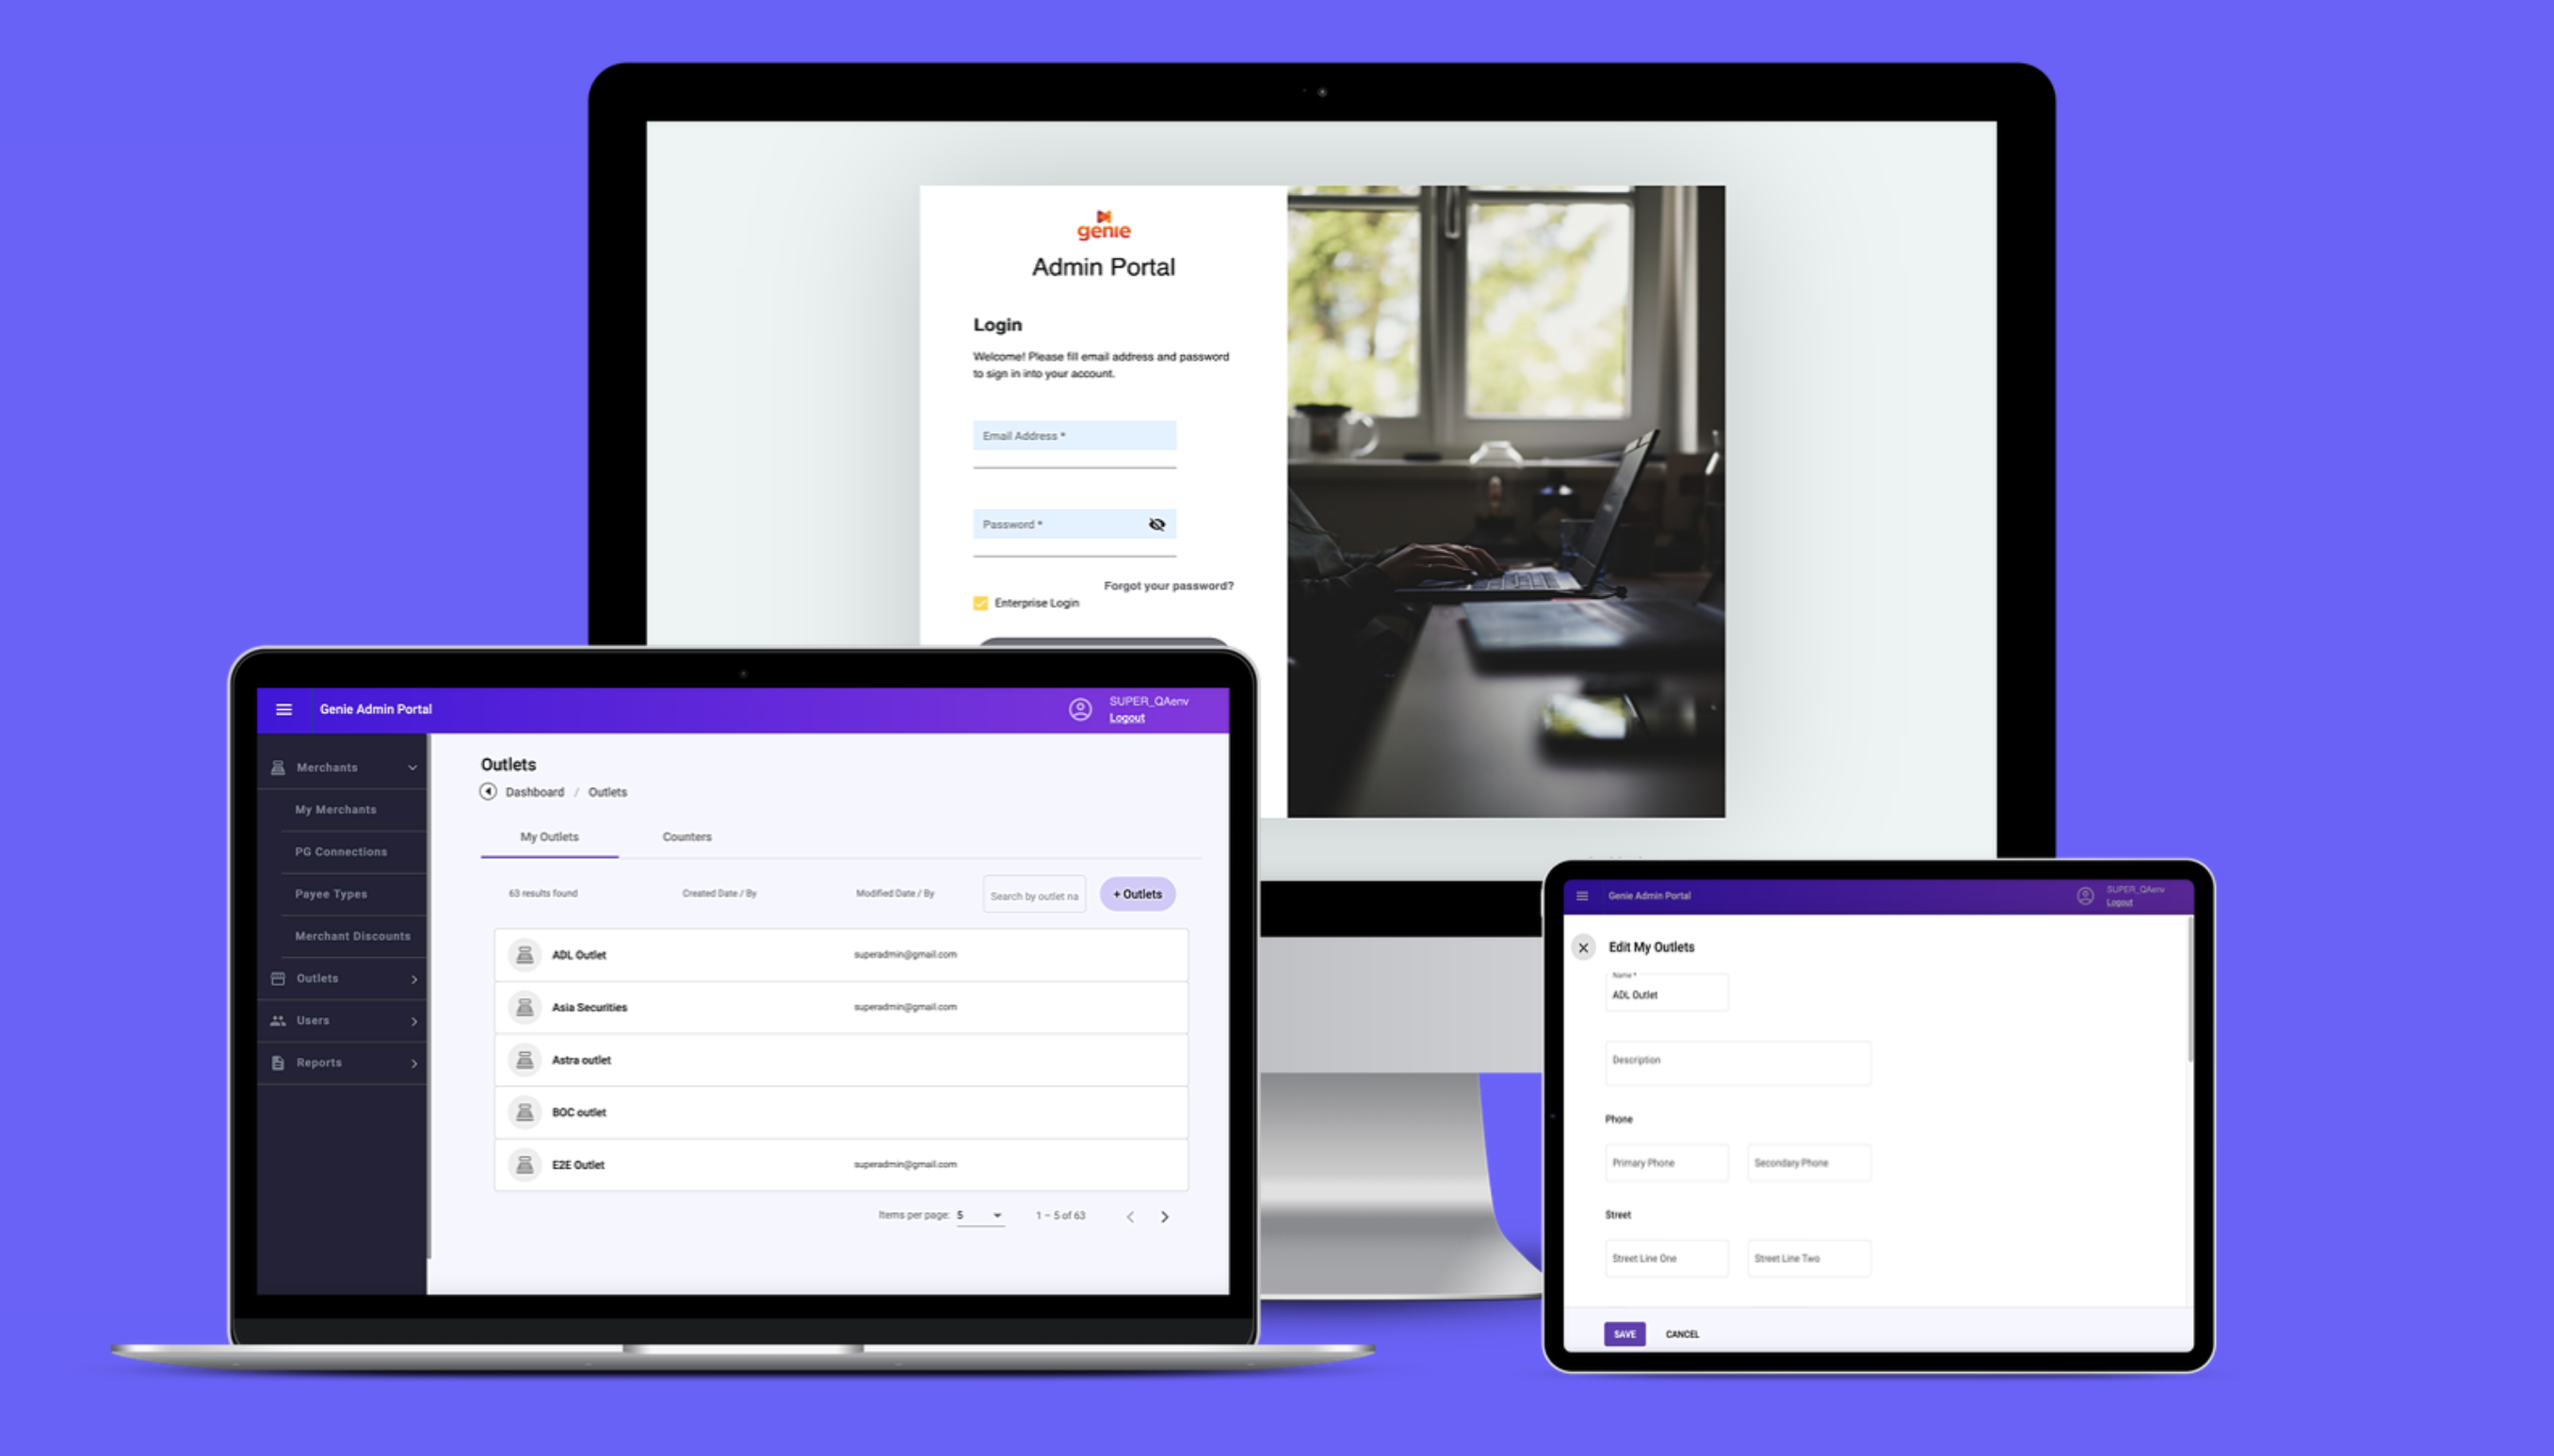 genie
Admin Portal
Login
Welcome! Please fill email address and password
to sign in into your account.
Email Address *
Password *
Forgot your password?
Enterprise Login
Genie Admin Portal
SUPER_QAenv
Logout
Merchants
My Merchants
PG Connections
Payee Types
Merchant Discounts
Outlets
Users
Reports
Outlets
Dashboard / Outlets
My Outlets Counters
63 results found Created Date / By Modified Date / By Search by outlet na + Outlets
ADL Outlet superadmin@gmail.com
Asia Securities superadmin@gmail.com
Astra outlet
BOC outlet
E2E Outlet superadmin@gmail.com
Items per page: 5 1 – 5 of 63
Genie Admin Portal
SUPER_QAenv
Logout
Edit My Outlets
Name *
ADL Outlet
Description
Phone
Primary Phone Secondary Phone
Street
Street Line One Street Line Two
SAVE CANCEL